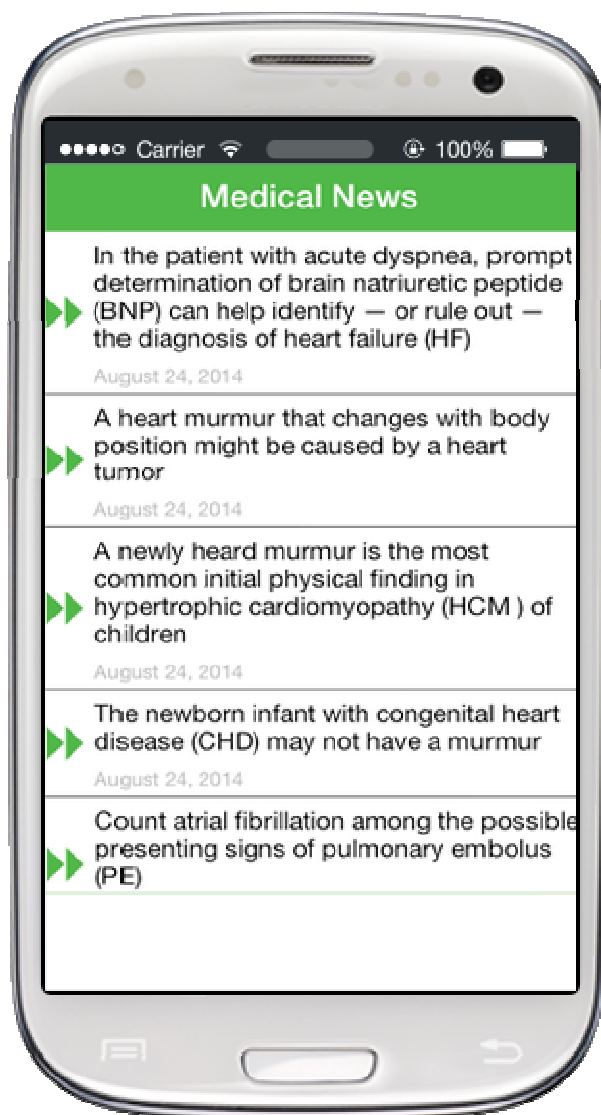 Carrier 100%
Medical News
In the patient with acute dyspnea, prompt
determination of brain natriuretic peptide
(BNP) can help identify — or rule out —
the diagnosis of heart failure (HF)
August 24, 2014
A heart murmur that changes with body
position might be caused by a heart
tumor
August 24, 2014
A newly heard murmur is the most
common initial physical finding in
hypertrophic cardiomyopathy (HCM ) of
children
August 24, 2014
The newborn infant with congenital heart
disease (CHD) may not have a murmur
August 24, 2014
Count atrial fibrillation among the possible
presenting signs of pulmonary embolus
(PE)